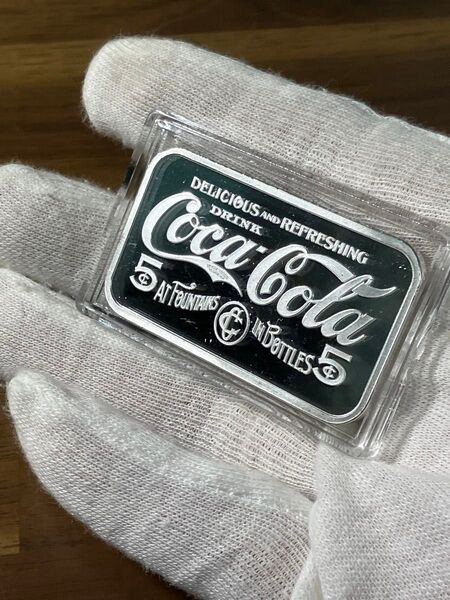 DELICIOUS AND REFRESHING
DRINK
Coca-Cola
5¢ AT FOUNTAINS IN BOTTLES 5¢